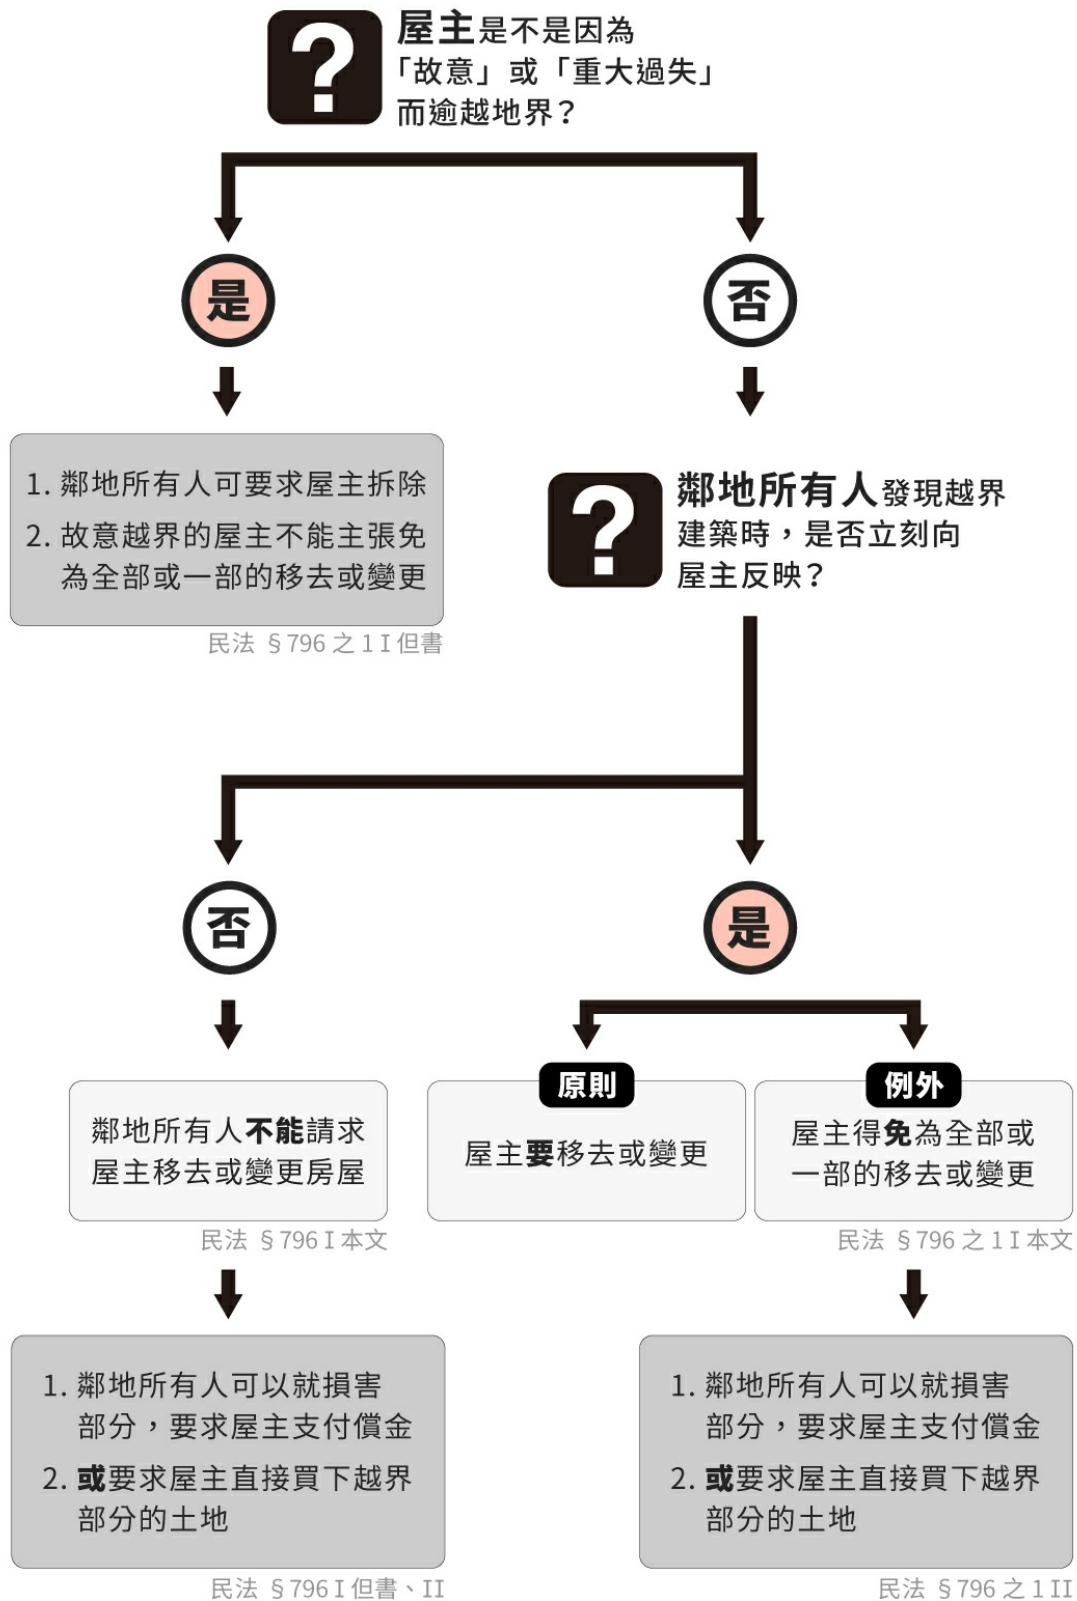 屋主是不是因為
「故意」或「重大過失」
而逾越地界？
是
否
1. 鄰地所有人可要求屋主拆除
2. 故意越界的屋主不能主張免
為全部或一部的移去或變更
民法 §796 之 1 I 但書
鄰地所有人發現越界
建築時，是否立刻向
屋主反映？
否
是
鄰地所有人不能請求
屋主移去或變更房屋
民法 §796 I 本文
原則
屋主要移去或變更
例外
屋主得免為全部或
一部的移去或變更
民法 §796 之 1 I 本文
1. 鄰地所有人可以就損害
部分，要求屋主支付償金
2. 或要求屋主直接買下越界
部分的土地
民法 §796 I 但書、II
1. 鄰地所有人可以就損害
部分，要求屋主支付償金
2. 或要求屋主直接買下越界
部分的土地
民法 §796 之 1 II